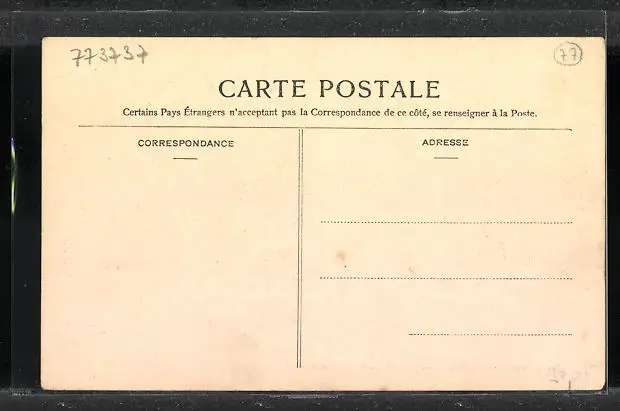 773737
77
CARTE POSTALE
Certains Pays Étrangers n'acceptant pas la Correspondance de ce côté, se renseigner à la Poste.
CORRESPONDANCE
ADRESSE